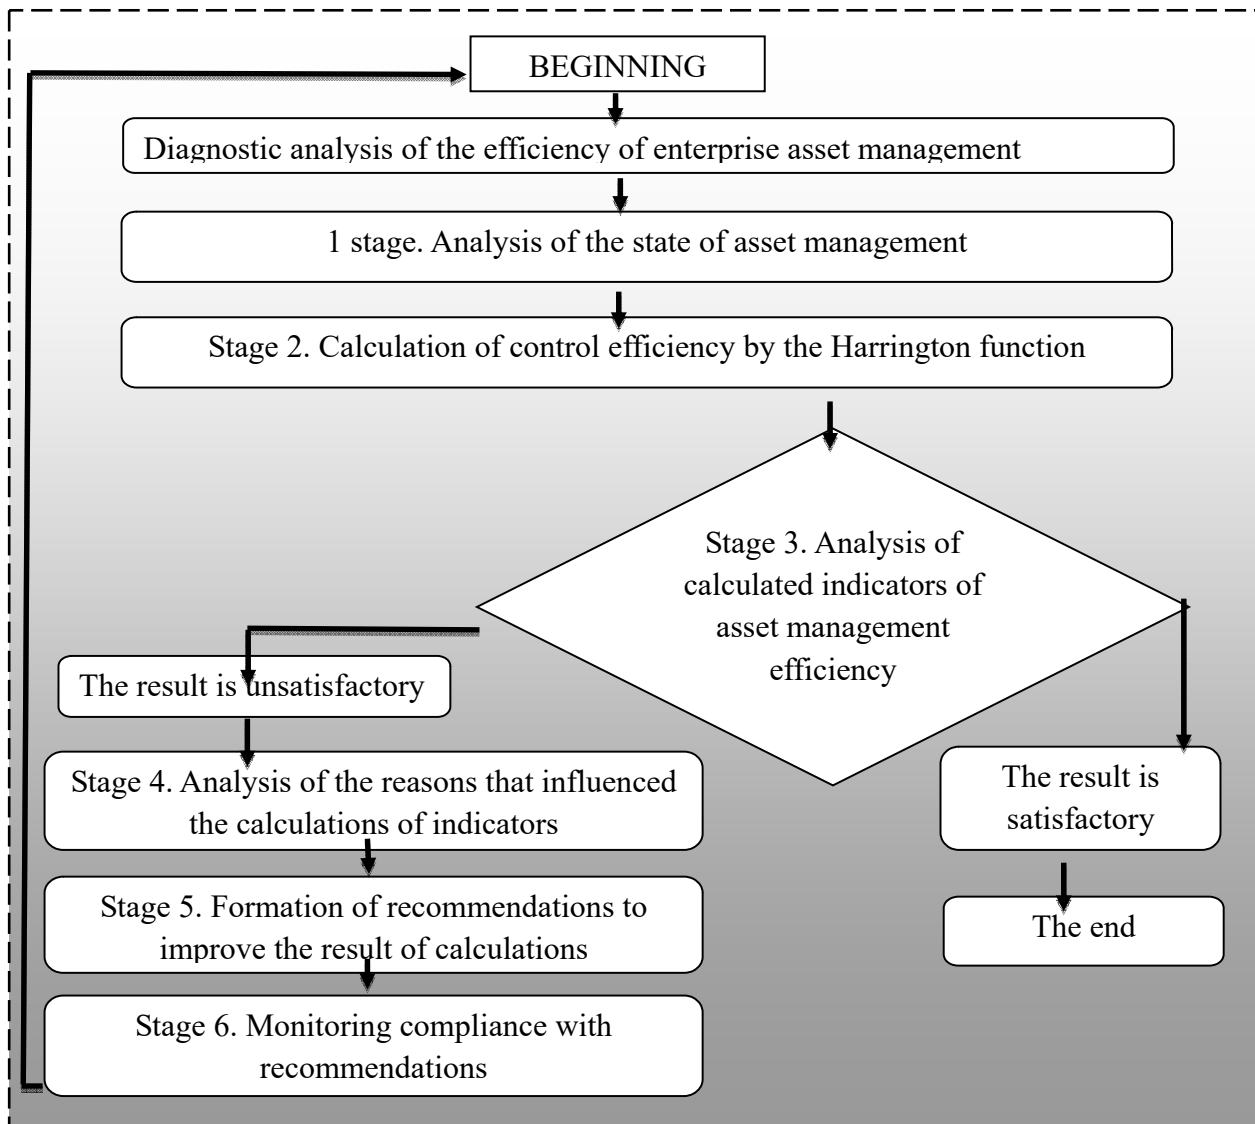 BEGINNING
Diagnostic analysis of the efficiency of enterprise asset management
1 stage. Analysis of the state of asset management
Stage 2. Calculation of control efficiency by the Harrington function
Stage 3. Analysis of
calculated indicators of
asset management
efficiency
The result is unsatisfactory
Stage 4. Analysis of the reasons that influenced
the calculations of indicators
Stage 5. Formation of recommendations to
improve the result of calculations
Stage 6. Monitoring compliance with
recommendations
The result is
satisfactory
The end